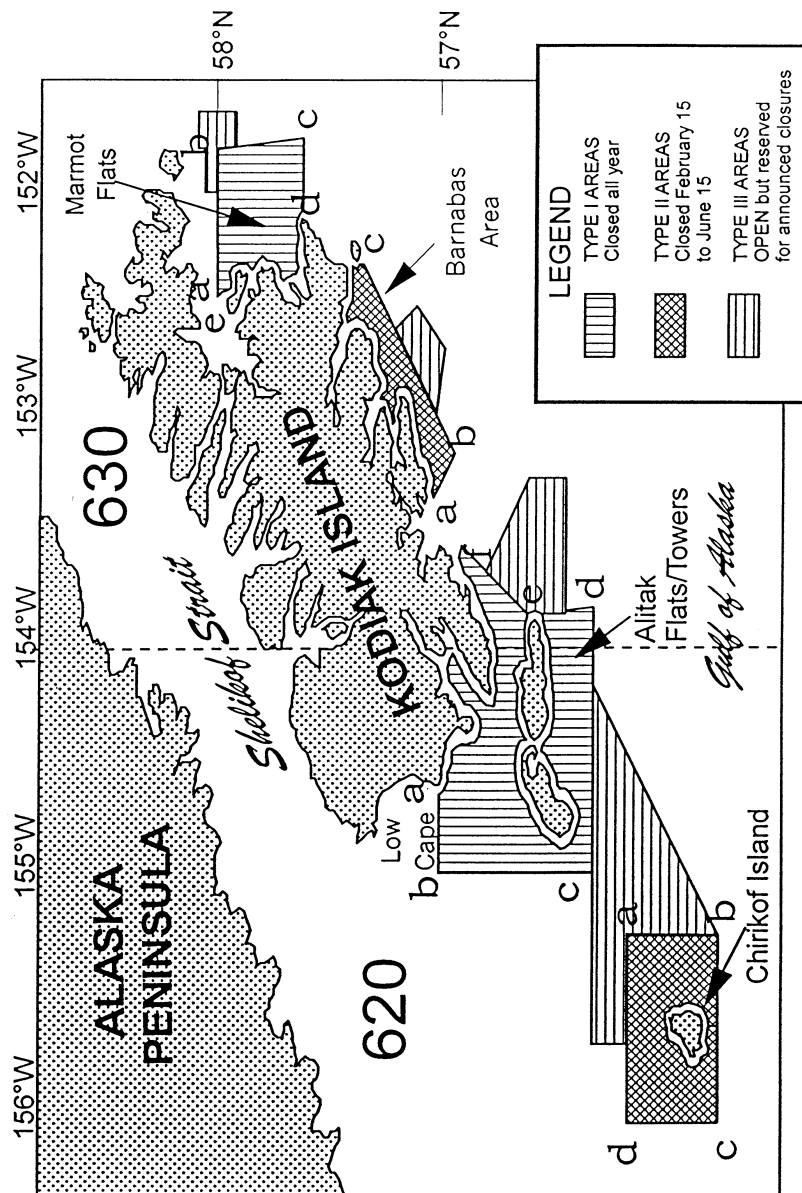 156°W
155°W
154°W
153°W
152°W
58°N
57°N
ALASKA
PENINSULA
Shelikof Strait
630
620
KODIAK ISLAND
Marmot
Flats
a
b
c
d
e
Barnabas
Area
a
b
c
Low
Cape
a
b
c
d
e
f
Alitak
Flats/Towers
Gulf of Alaska
a
b
c
d
Chirikof Island
LEGEND
TYPE I AREAS
Closed all year
TYPE II AREAS
Closed February 15
to June 15
TYPE III AREAS
OPEN but reserved
for announced closures